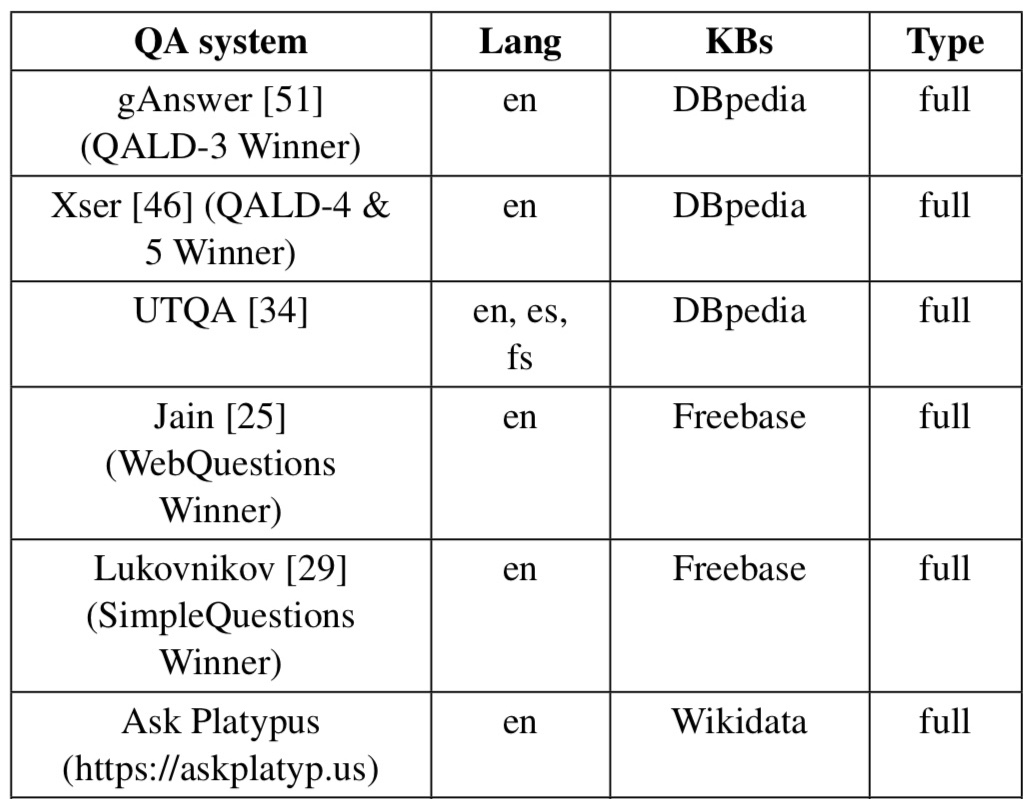 QA system Lang KBs Type
gAnswer [51] en DBpedia full
(QALD-3 Winner)
Xser [46] (QALD-4 & en DBpedia full
5 Winner)
UTQA [34] en, es, DBpedia full
fs
Jain [25] en Freebase full
(WebQuestions
Winner)
Lukovnikov [29] en Freebase full
(SimpleQuestions
Winner)
Ask Platypus en Wikidata full
(https://askplatyp.us)